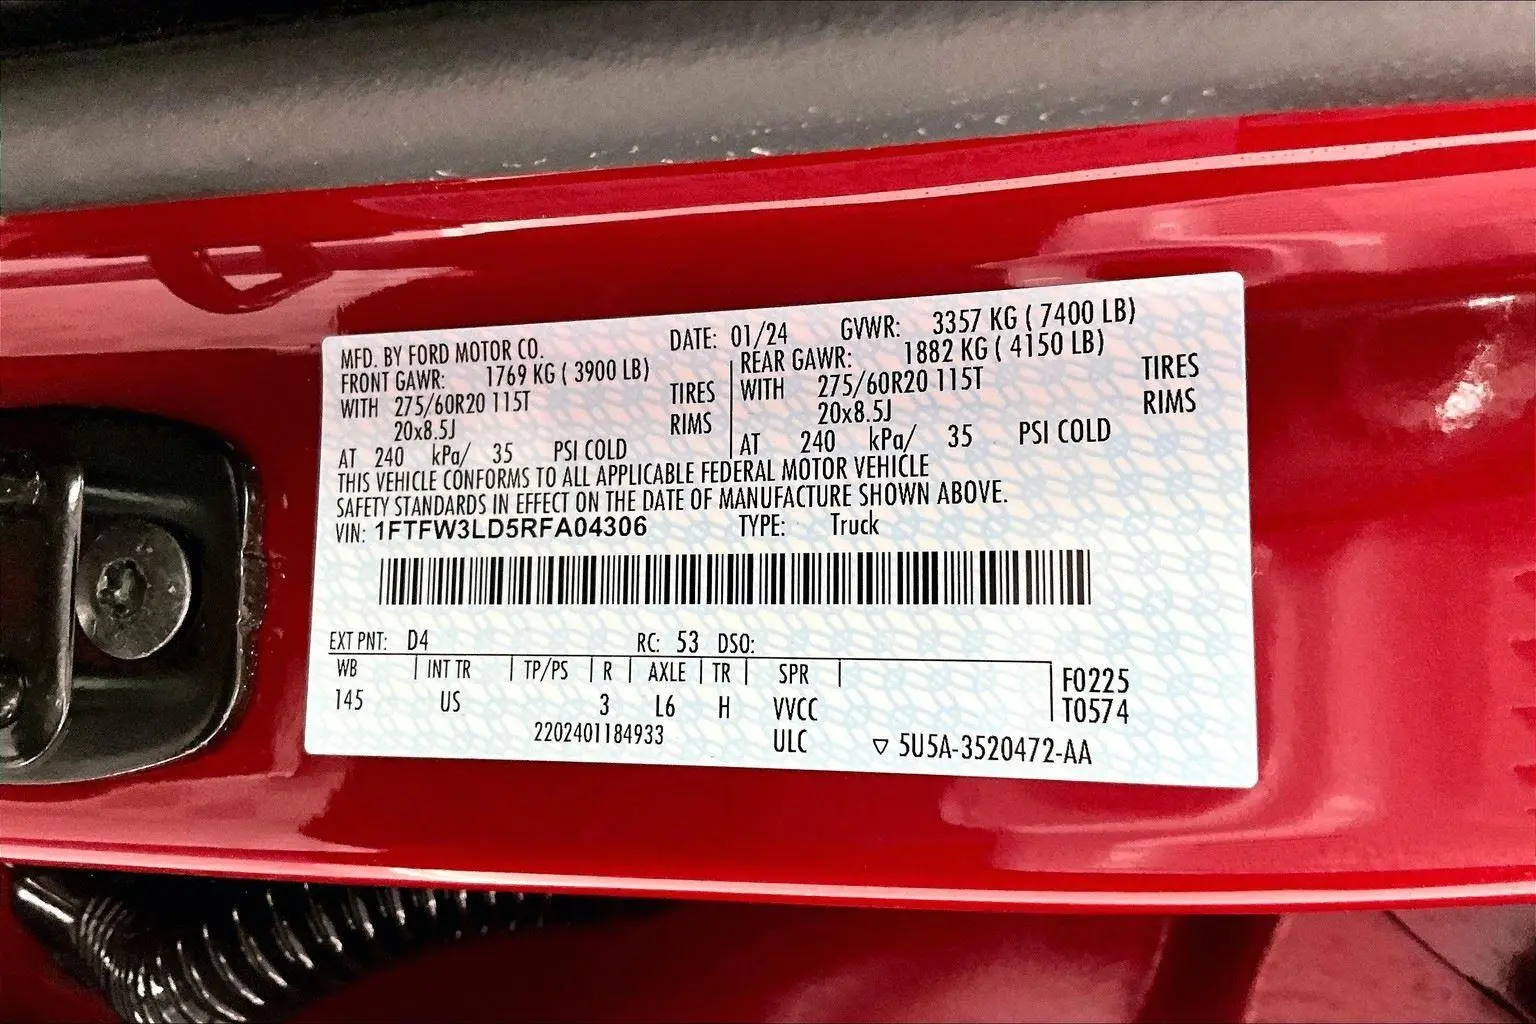 MFD. BY FORD MOTOR CO. DATE: 01/24 GVWR: 3357 KG ( 7400 LB)
FRONT GAWR: 1769 KG ( 3900 LB) REAR GAWR: 1882 KG ( 4150 LB)
WITH 275/60R20 115T TIRES WITH 275/60R20 115T TIRES
20x8.5J RIMS 20x8.5J RIMS
AT 240 kPa/ 35 PSI COLD AT 240 kPa/ 35 PSI COLD
THIS VEHICLE CONFORMS TO ALL APPLICABLE FEDERAL MOTOR VEHICLE
SAFETY STANDARDS IN EFFECT ON THE DATE OF MANUFACTURE SHOWN ABOVE.
VIN: 1FTFW3LD5RFA04306 TYPE: Truck
EXT PNT: D4 RC: 53 DSO:
WB INT TR TP/PS R AXLE TR SPR F0225
145 US 3 L6 H VVCC T0574
2202401184933 ULC ▽ 5U5A-3520472-AA